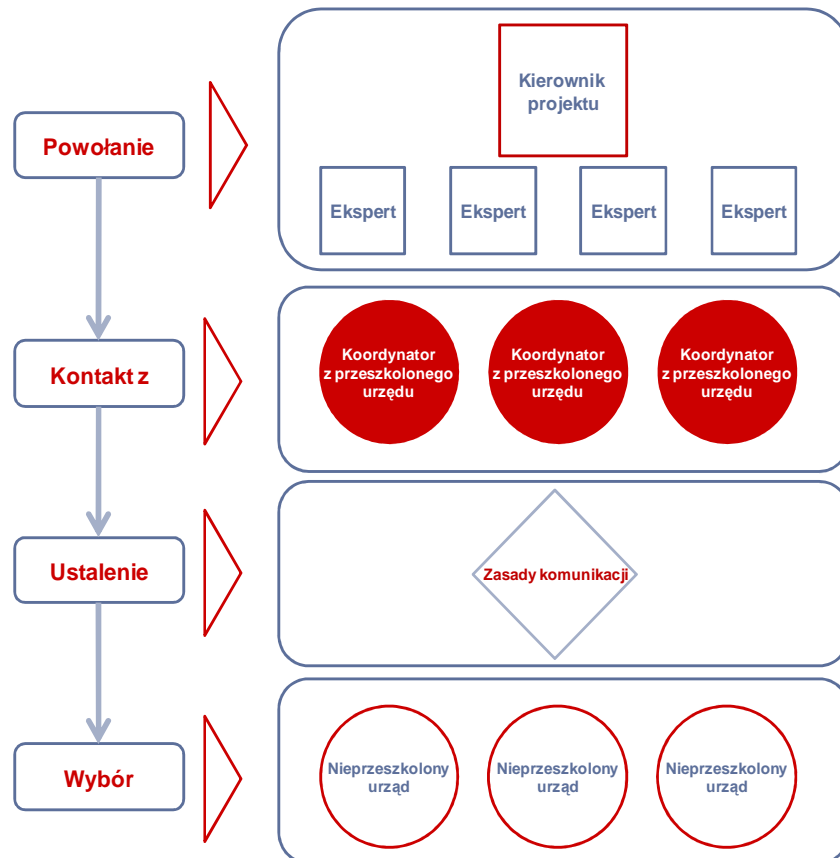 Powołanie
Kierownik
projektu
Ekspert
Ekspert
Ekspert
Ekspert
Kontakt z
Koordynator
z przeszkolonego
urzędu
Koordynator
z przeszkolonego
urzędu
Koordynator
z przeszkolonego
urzędu
Ustalenie
Zasady komunikacji
Wybór
Nieprzeszkolony
urząd
Nieprzeszkolony
urząd
Nieprzeszkolony
urząd